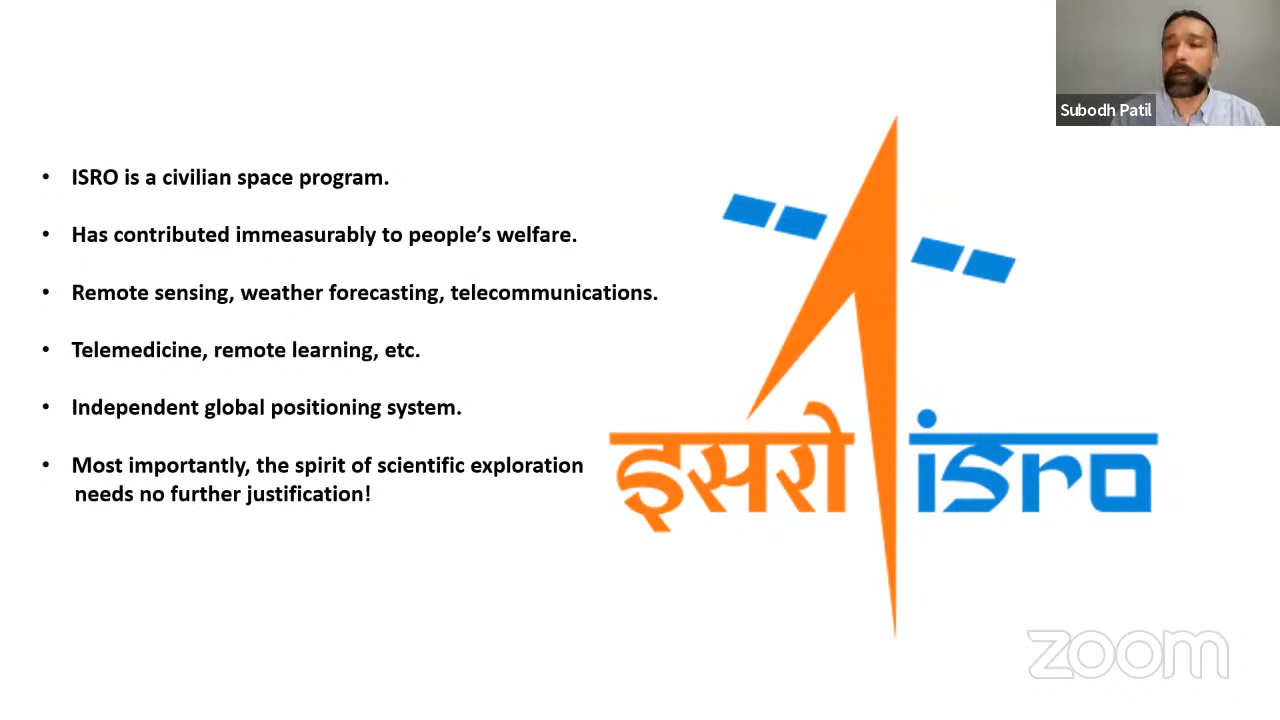 Subodh Patil
• ISRO is a civilian space program.
• Has contributed immeasurably to people’s welfare.
• Remote sensing, weather forecasting, telecommunications.
• Telemedicine, remote learning, etc.
• Independent global positioning system.
• Most importantly, the spirit of scientific exploration
needs no further justification!
इसरो isro
zoom